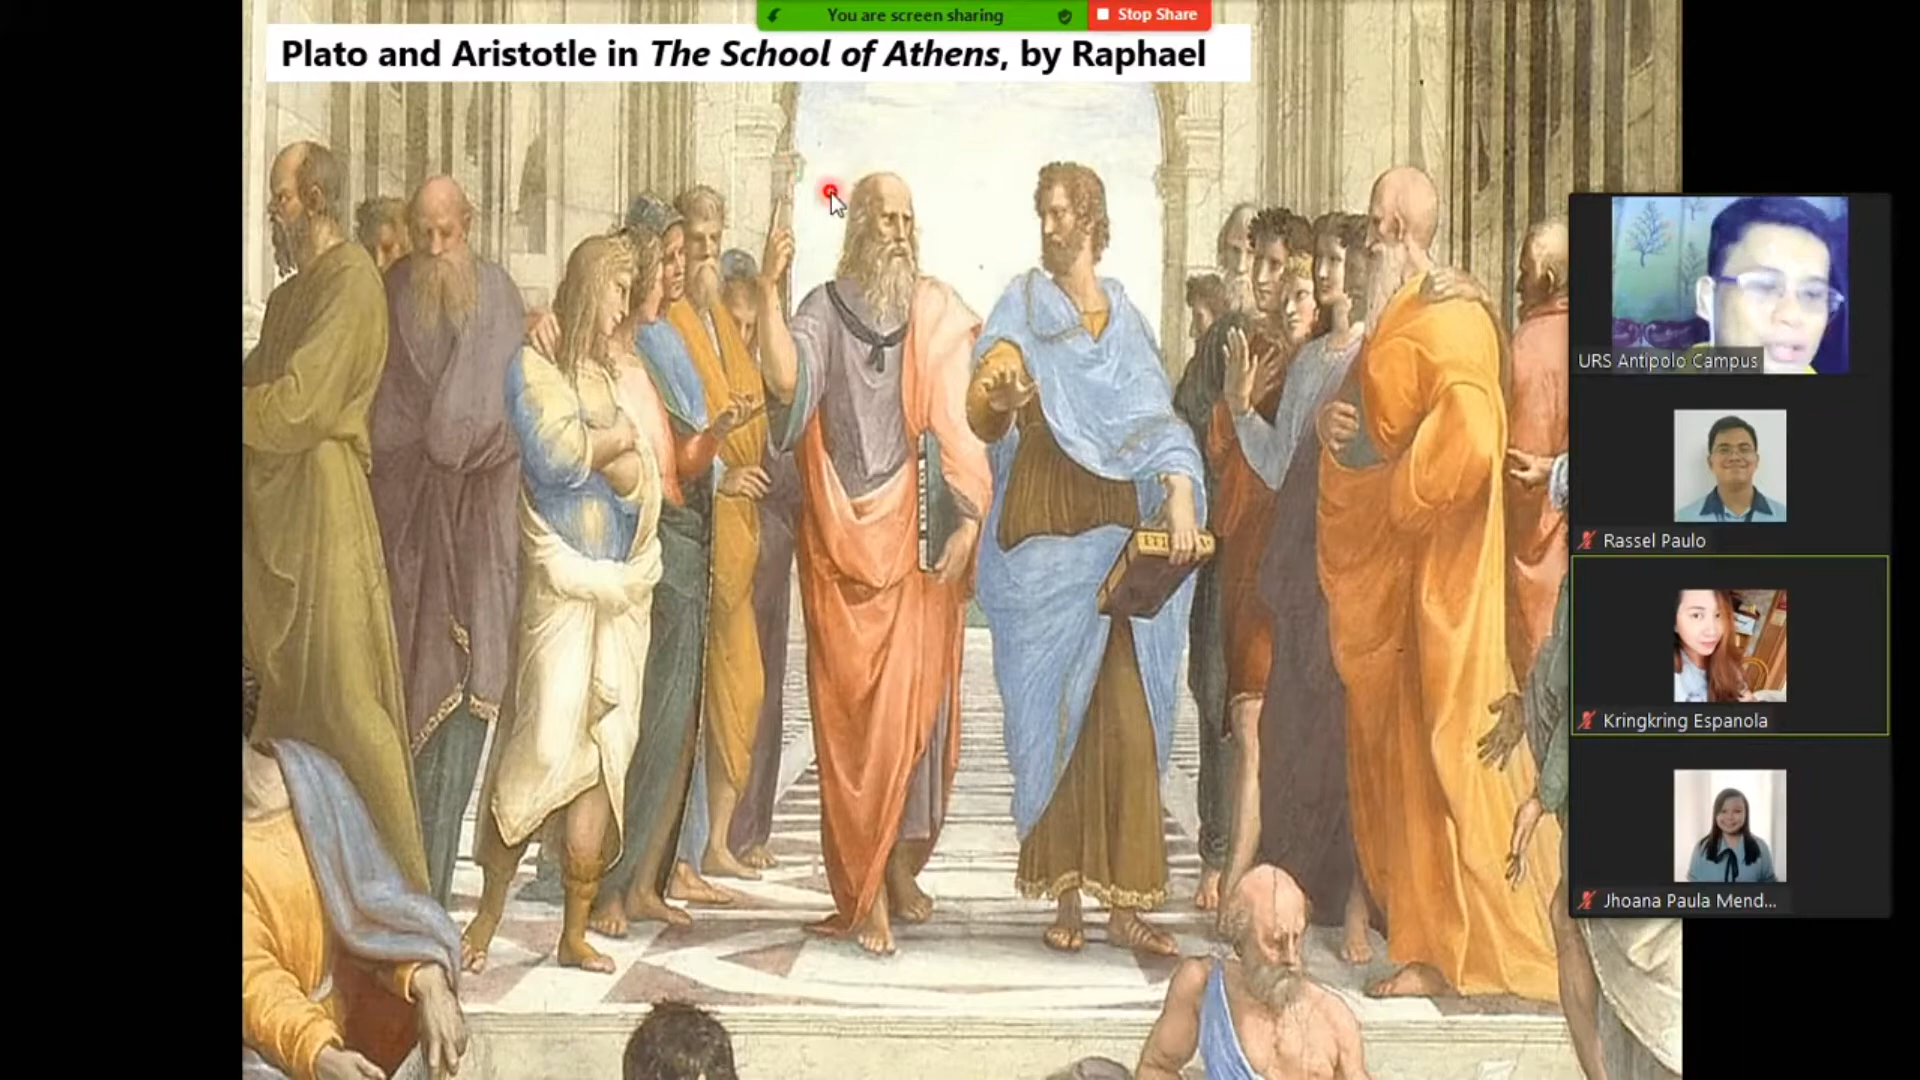 You are screen sharing
Stop Share
Plato and Aristotle in The School of Athens, by Raphael
URS Antipolo Campus
Rassel Paulo
Kringkring Espanola
Jhoana Paula Mend...